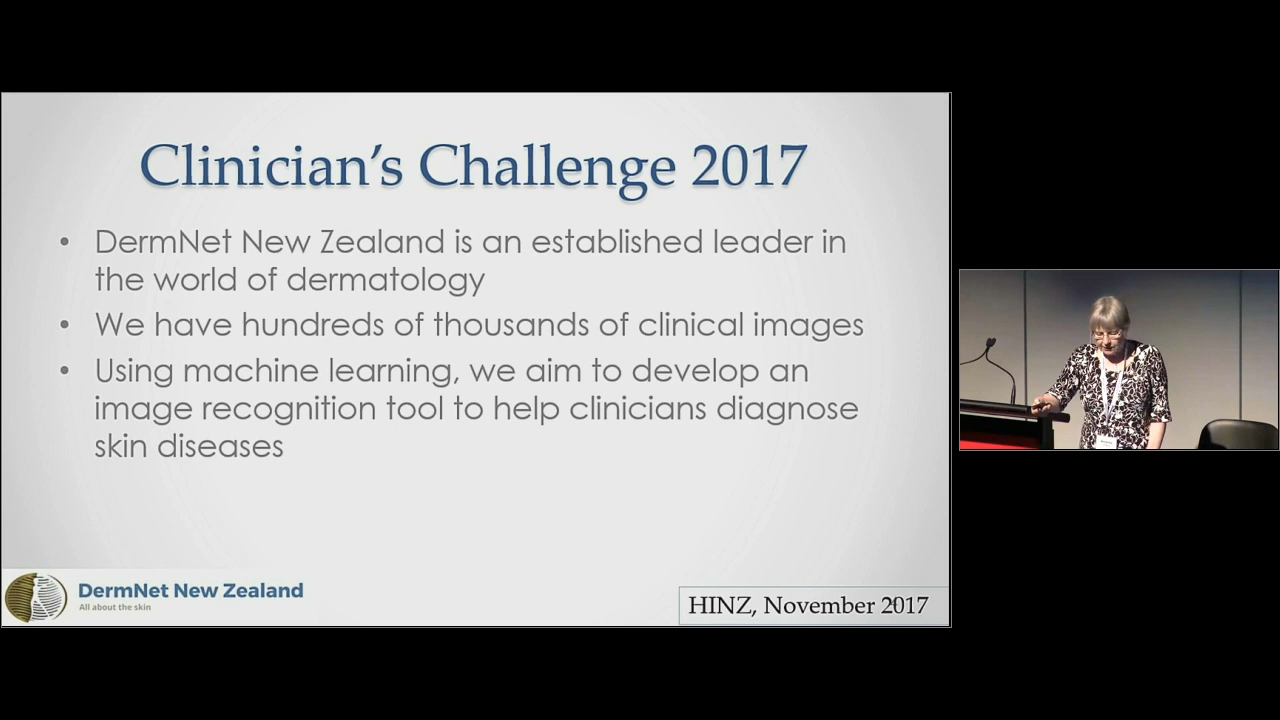 Clinician's Challenge 2017
• DermNet New Zealand is an established leader in
the world of dermatology
• We have hundreds of thousands of clinical images
• Using machine learning, we aim to develop an
image recognition tool to help clinicians diagnose
skin diseases
DermNet New Zealand
All about the skin
HINZ, November 2017